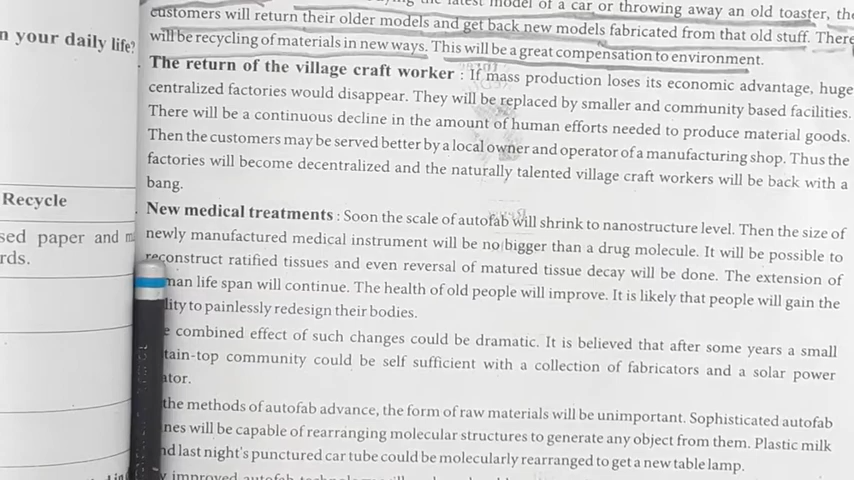 the latest model of a car or throwing away an old toaster, the
customers will return their older models and get back new models fabricated from that old stuff. There
will be recycling of materials in new ways. This will be a great compensation to environment.
The return of the village craft worker : If mass production loses its economic advantage, huge
centralized factories would disappear. They will be replaced by smaller and community based facilities.
There will be a continuous decline in the amount of human efforts needed to produce material goods.
Then the customers may be served better by a local owner and operator of a manufacturing shop. Thus the
factories will become decentralized and the naturally talented village craft workers will be back with a
bang.
New medical treatments : Soon the scale of autofab will shrink to nanostructure level. Then the size of
newly manufactured medical instrument will be no bigger than a drug molecule. It will be possible to
reconstruct ratified tissues and even reversal of matured tissue decay will be done. The extension of
man life span will continue. The health of old people will improve. It is likely that people will gain the
lity to painlessly redesign their bodies.
e combined effect of such changes could be dramatic. It is believed that after some years a small
tain-top community could be self sufficient with a collection of fabricators and a solar power
ator.
the methods of autofab advance, the form of raw materials will be unimportant. Sophisticated autofab
nes will be capable of rearranging molecular structures to generate any object from them. Plastic milk
nd last night's punctured car tube could be molecularly rearranged to get a new table lamp.
improved autofab
n your daily life?
Recycle
sed paper and
rds.